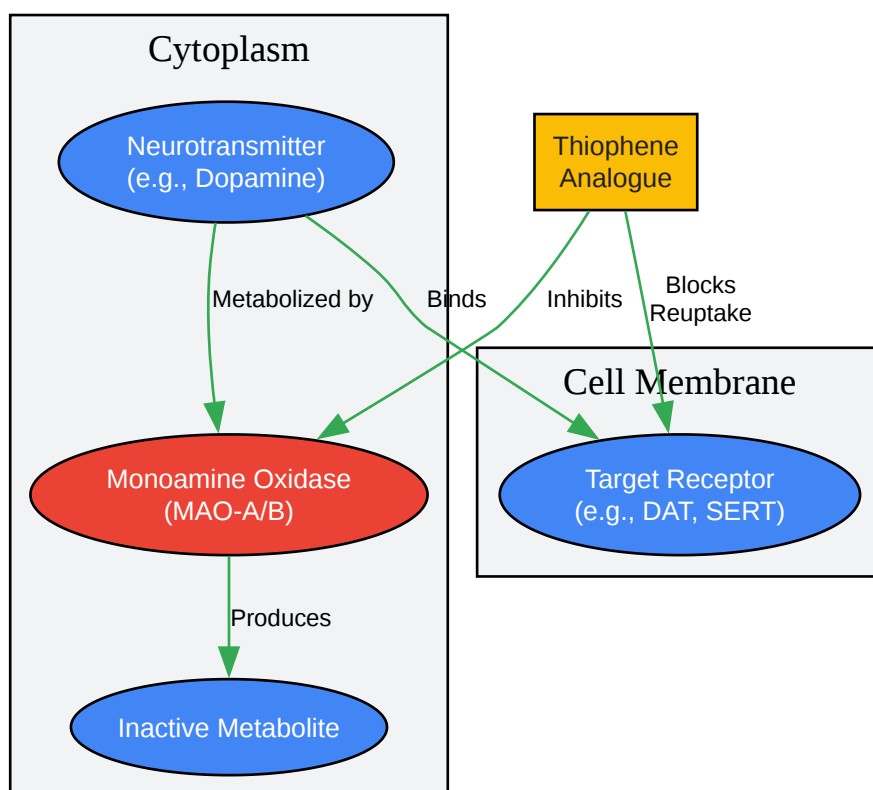 Cytoplasm
Neurotransmitter
(e.g., Dopamine)
Thiophene
Analogue
Metabolized by
Binds
Inhibits
Blocks
Reuptake
Cell Membrane
Monoamine Oxidase
(MAO-A/B)
Target Receptor
(e.g., DAT, SERT)
Produces
Inactive Metabolite